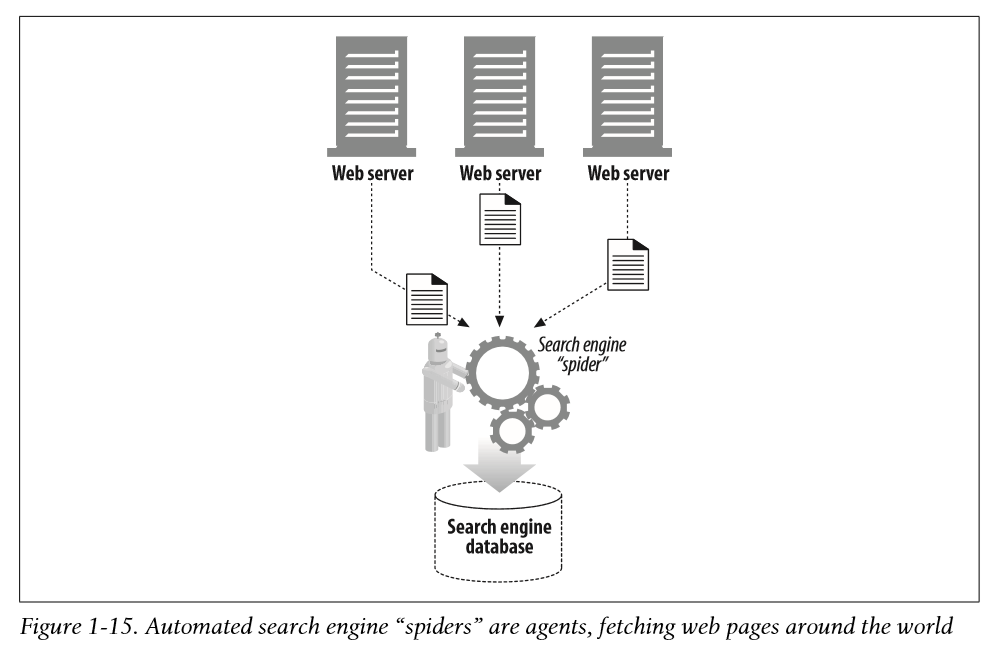 Web server
Web server
Web server
Search engine
“spider”
Search engine
database
Figure 1-15. Automated search engine “spiders” are agents, fetching web pages around the world